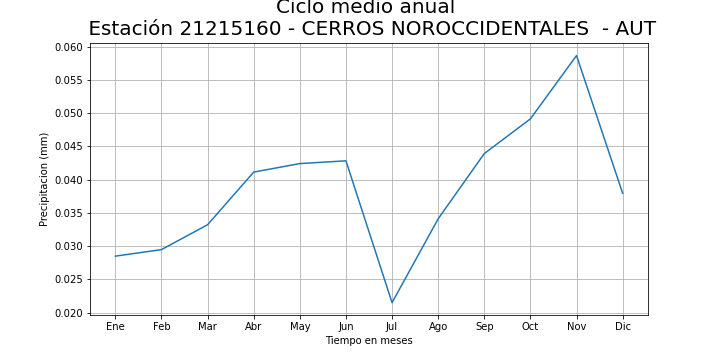 Ciclo medio anual
Estación 21215160 - CERROS NOROCCIDENTALES  - AUT
0.060
0.055
0.050
0.045
0.040
0.035
0.030
0.025
0.020
Precipitacion (mm)
Ene Feb Mar Abr May Jun Jul Ago Sep Oct Nov Dic
Tiempo en meses